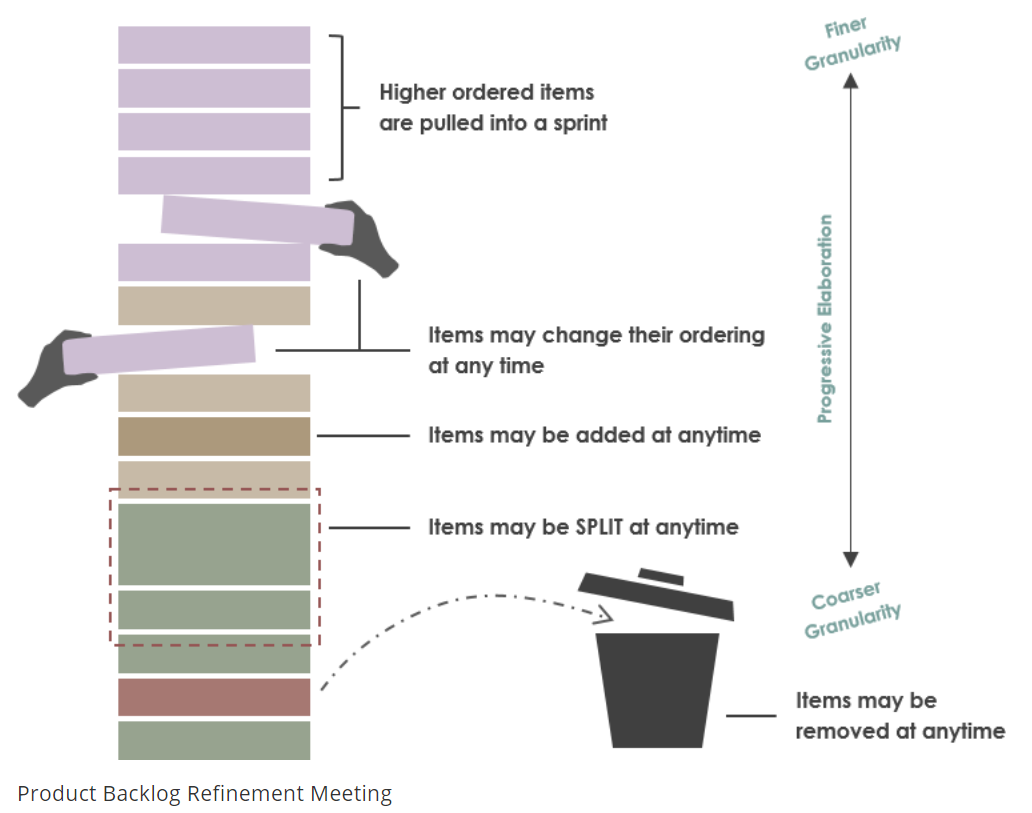 Finer
Granularity
Higher ordered items
are pulled into a sprint
Progressive Elaboration
Items may change their ordering
at any time
Items may be added at anytime
Items may be SPLIT at anytime
Coarser
Granularity
Items may be
removed at anytime
Product Backlog Refinement Meeting